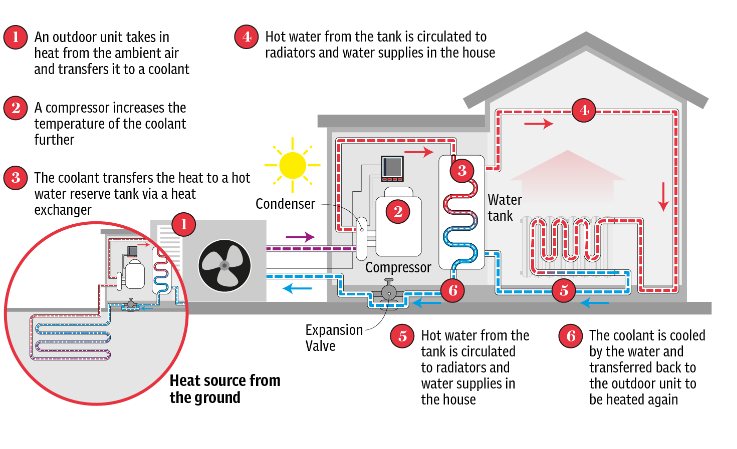 1 An outdoor unit takes in
heat from the ambient air
and transfers it to a coolant
2 A compressor increases the
temperature of the coolant
further
3 The coolant transfers the heat to a hot
water reserve tank via a heat
exchanger
4 Hot water from the tank is circulated to
radiators and water supplies in the house
4
3
Condenser
2
Water
tank
1
Compressor
6
5
Expansion
Valve
Heat source from
the ground
5 Hot water from the
tank is circulated
to radiators and
water supplies in
the house
6 The coolant is cooled
by the water and
transferred back to
the outdoor unit to
be heated again